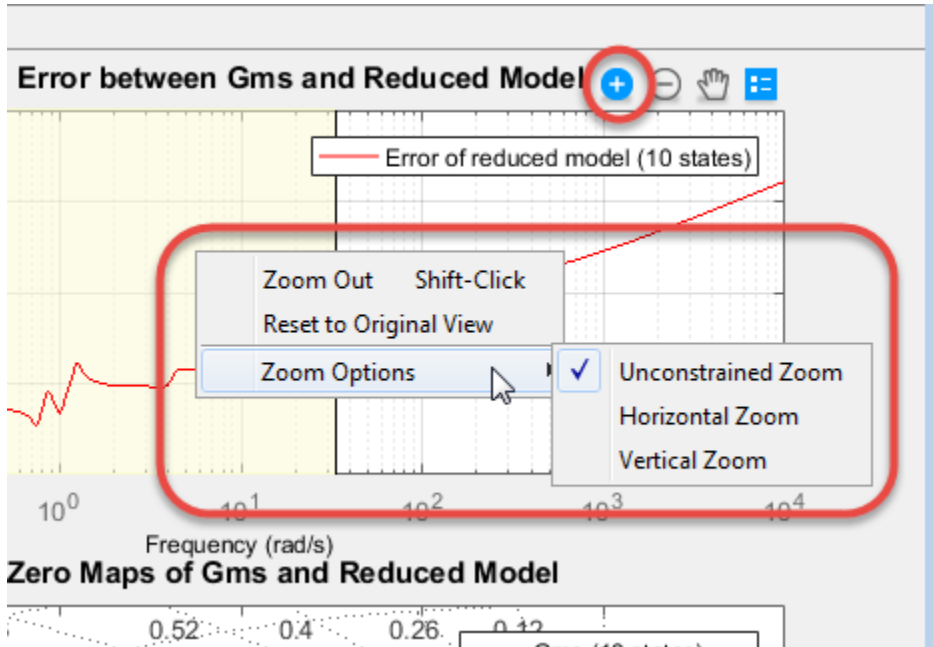 Error between Gms and Reduced Model
Error of reduced model (10 states)
Zoom Out Shift-Click
Reset to Original View
Zoom Options
Unconstrained Zoom
Horizontal Zoom
Vertical Zoom
10^0 10^1 10^2 10^3 10^4
Frequency (rad/s)
Zero Maps of Gms and Reduced Model
0.52 0.4 0.26 0.12